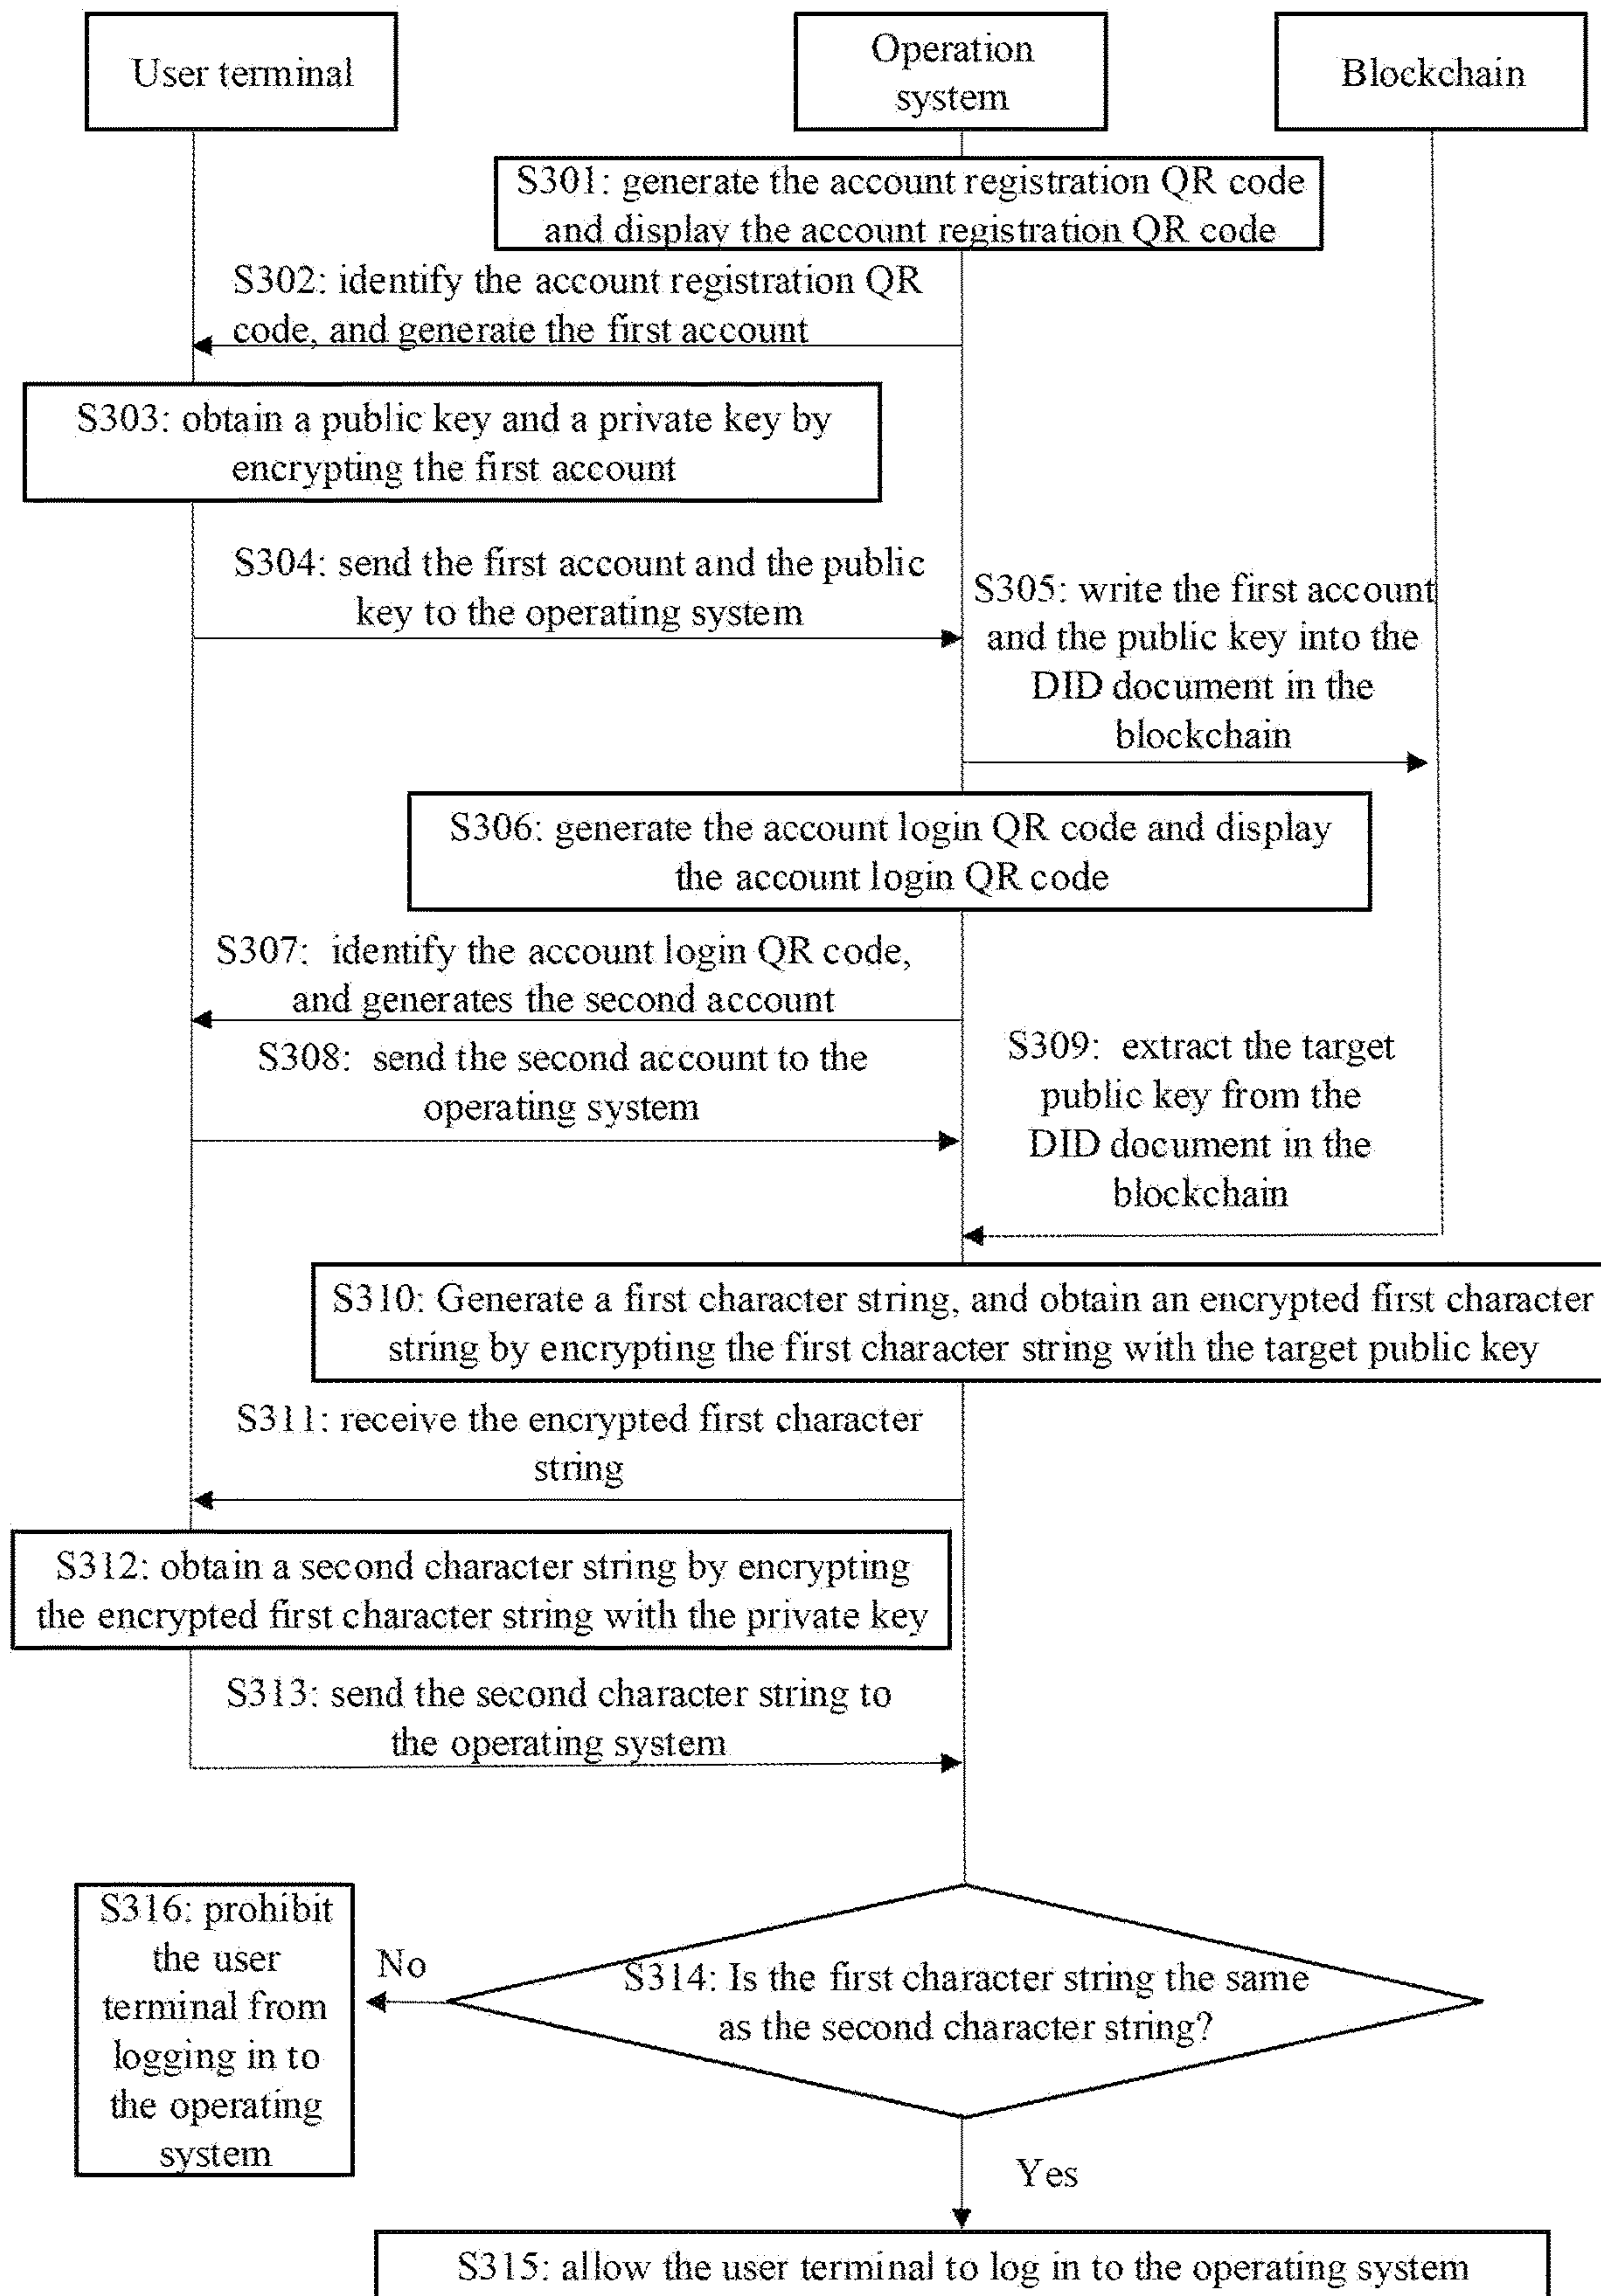 User terminal
Operation
system
Blockchain
S301: generate the account registration QR code
and display the account registration QR code
S302: identify the account registration QR
code, and generate the first account
S303: obtain a public key and a private key by
encrypting the first account
S304: send the first account and the public
key to the operating system
S305: write the first account
and the public key into the
DID document in the
blockchain
S306: generate the account login QR code and display
the account login QR code
S307: identify the account login QR code,
and generates the second account
S308: send the second account to the
operating system
S309: extract the target
public key from the
DID document in the
blockchain
S310: Generate a first character string, and obtain an encrypted first character
string by encrypting the first character string with the target public key
S311: receive the encrypted first character
string
S312: obtain a second character string by encrypting
the encrypted first character string with the private key
S313: send the second character string to
the operating system
S316: prohibit
the user
terminal from
logging in to
the operating
system
No
S314: Is the first character string the same
as the second character string?
Yes
S315: allow the user terminal to log in to the operating system